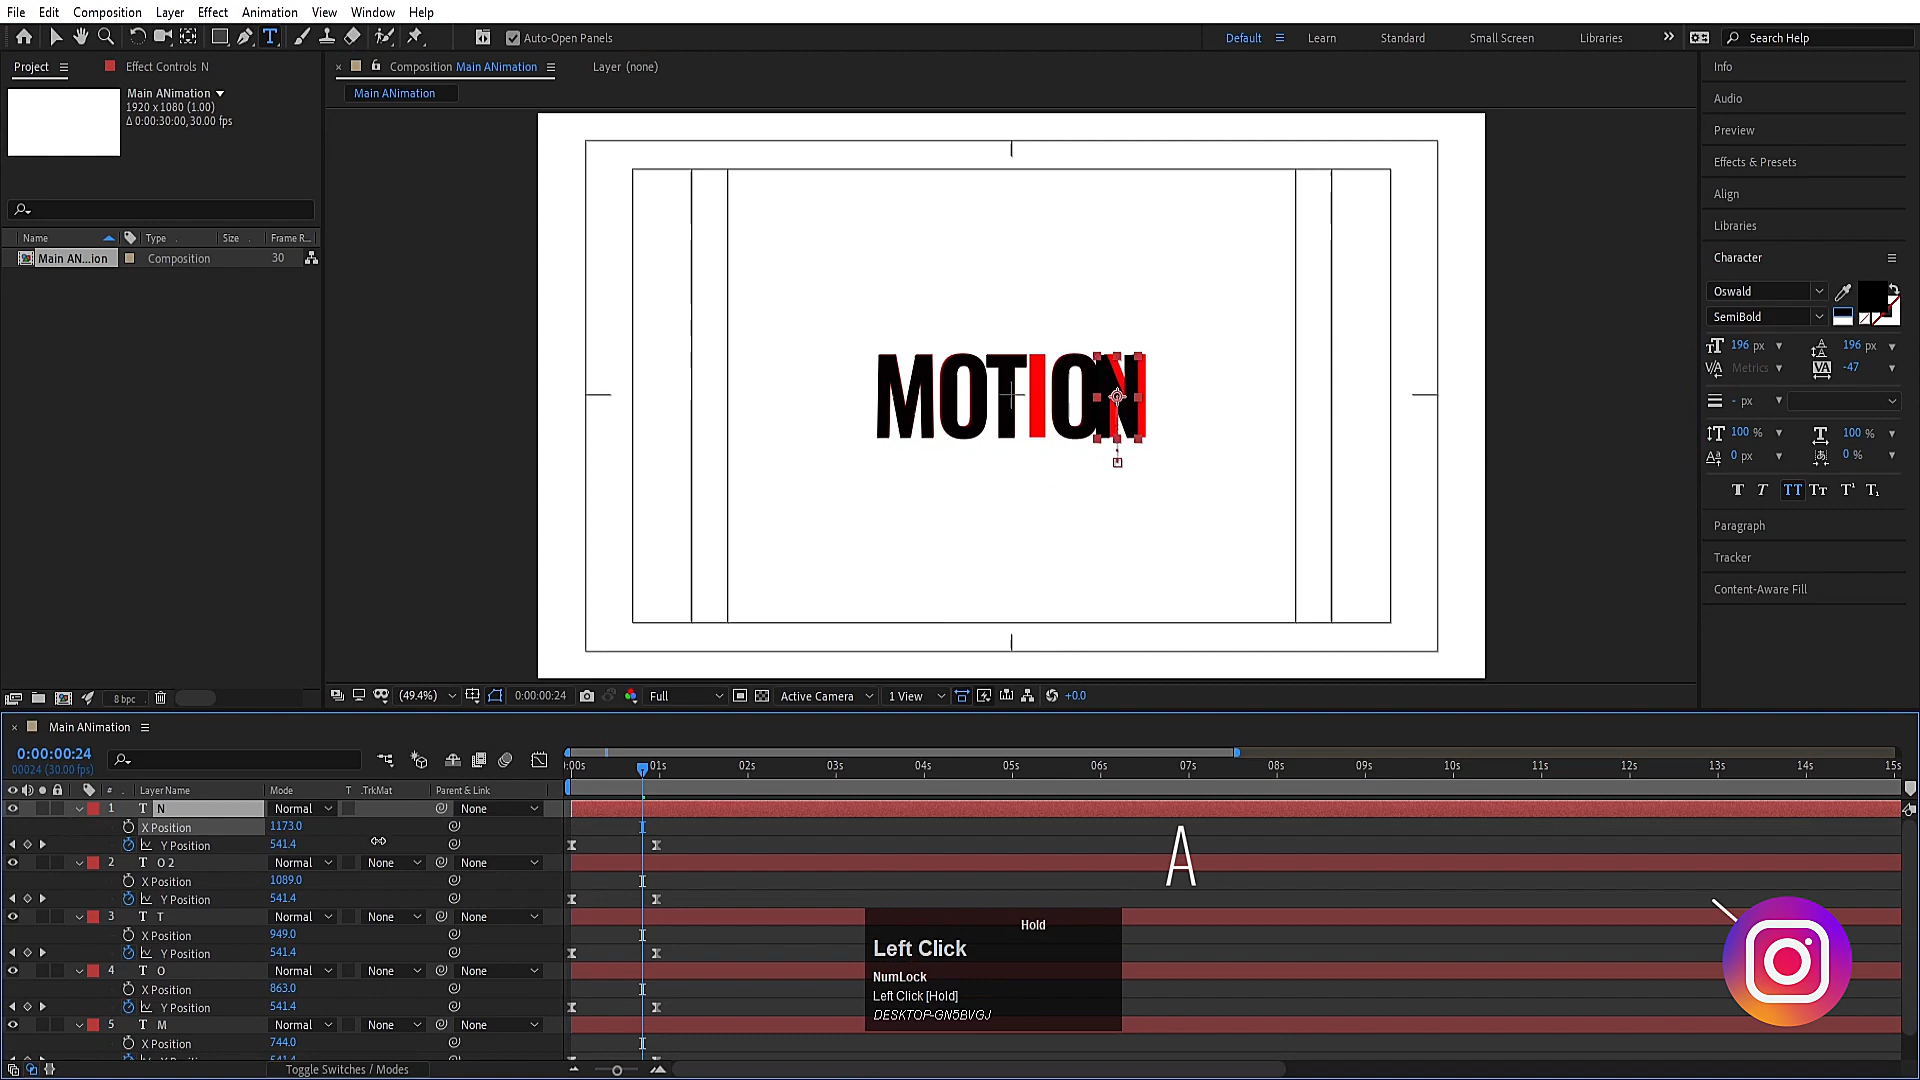 File Edit Composition Layer Effect Animation View Window Help
Auto-Open Panels Default Learn Standard Small Screen Libraries Search Help
Project Effect Controls N Composition Main ANimation Layer (none) Info
Main ANimation
Main ANimation
1920 x 1080 (1.00)
Δ 0:00:30:00, 30.00 fps
Audio
Preview
Effects & Presets
Align
Libraries
Name Type Size Frame R...
Main AN...ion Composition 30
Character
Oswald
SemiBold
196 px 196 px
Metrics -47
- px
100 % 100 %
0 px 0 %
T T TT Tr T¹ T₁
Paragraph
Tracker
Content-Aware Fill
MOTION
8 bpc (49.4%) 0:00:00:24 Full Active Camera 1 View +0.0
Main ANimation
0:00:00:24
00024 (30.00 fps)
:00s 01s 02s 03s 04s 05s 06s 07s 08s 09s 10s 11s 12s 13s 14s 15s
# Layer Name Mode T .TrkMat Parent & Link
1 T N Normal None
X Position 1173.0
Y Position 541.4
2 T O 2 Normal None None
X Position 1089.0
Y Position 541.4
3 T T Normal None None
X Position 949.0
Y Position 541.4
4 T O Normal None None
X Position 863.0
Y Position 541.4
5 T M Normal None None
X Position 744.0
Toggle Switches / Modes
A
Hold
Left Click
NumLock
Left Click [Hold]
DESKTOP-GN5BVGJ